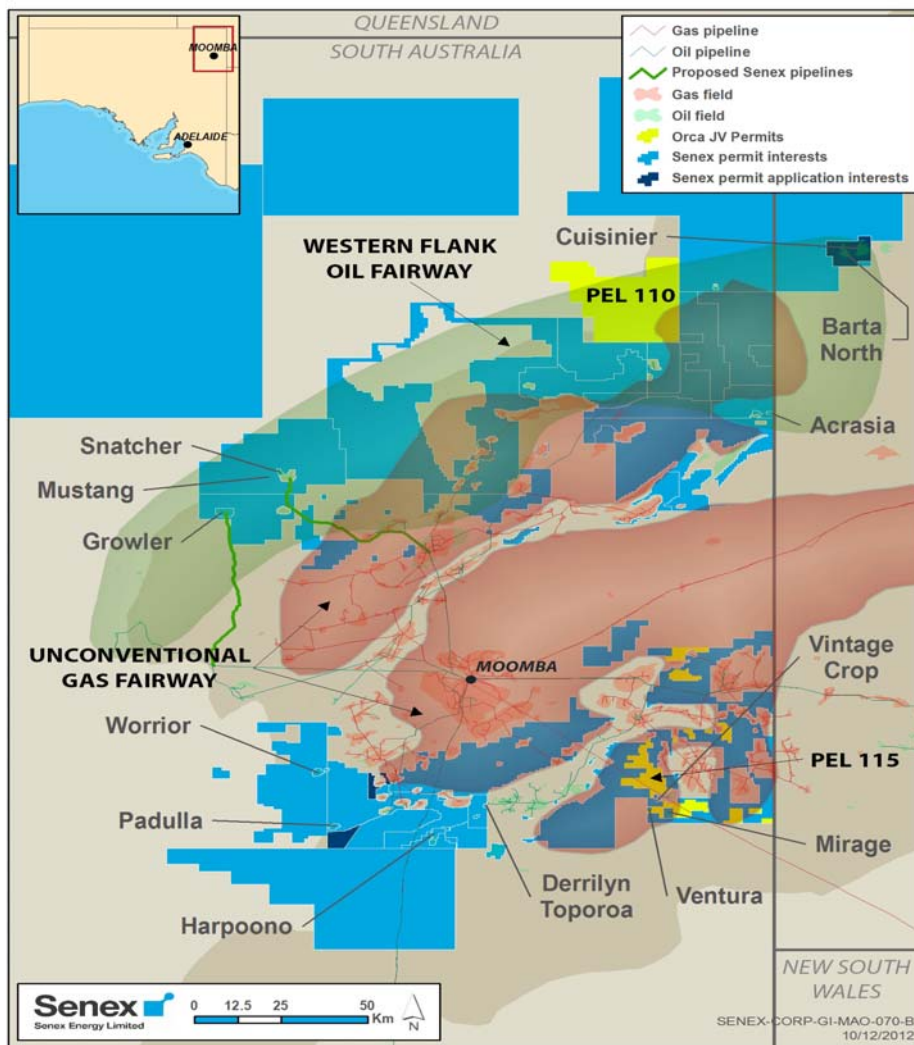 QUEENSLAND
SOUTH AUSTRALIA
MOOMBA
ADELAIDE
Gas pipeline
Oil pipeline
Proposed Senex pipelines
Gas field
Oil field
Orca JV Permits
Senex permit interests
Senex permit application interests
Cuisinier
WESTERN FLANK
OIL FAIRWAY
PEL 110
Barta
North
Acrasia
Snatcher
Mustang
Growler
UNCONVENTIONAL
GAS FAIRWAY
MOOMBA
Vintage
Crop
Worrior
PEL 115
Padulla
Mirage
Derrilyn
Toporoa
Ventura
Harpoono
NEW SOUTH
WALES
Senex
Senex Energy Limited
0 12.5 25 50
Km
N
SENEX-CORP-GI-MAO-070-B
10/12/2012